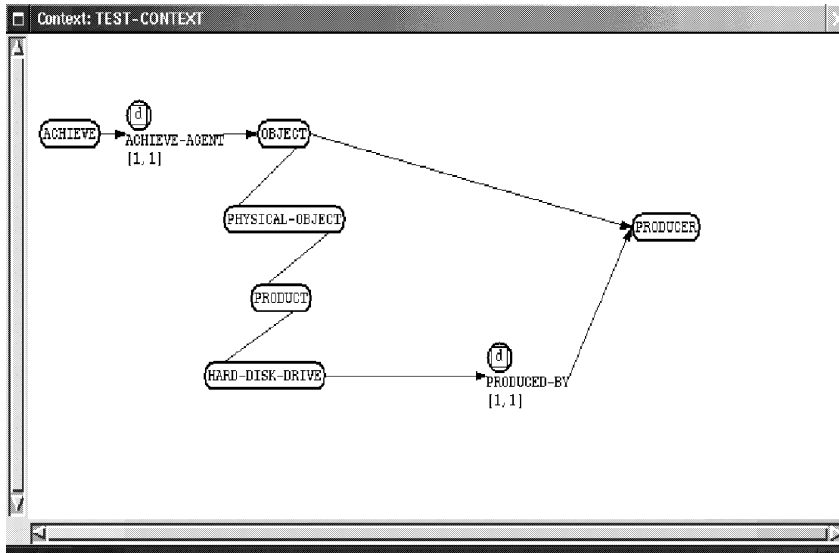 Context: TEST-CONTEXT
d
ACHIEVE
ACHIEVE-AGENT
[1,1]
OBJECT
PHYSICAL-OBJECT
PRODUCER
PRODUCT
d
HARD-DISK-DRIVE
PRODUCED-BY
[1,1]